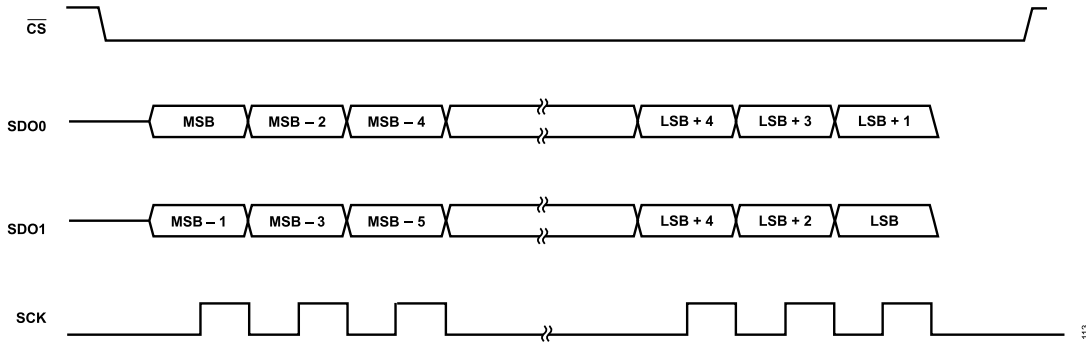 CS
SDO0 MSB MSB – 2 MSB – 4 LSB + 4 LSB + 3 LSB + 1
SDO1 MSB – 1 MSB – 3 MSB – 5 LSB + 4 LSB + 2 LSB
SCK
113